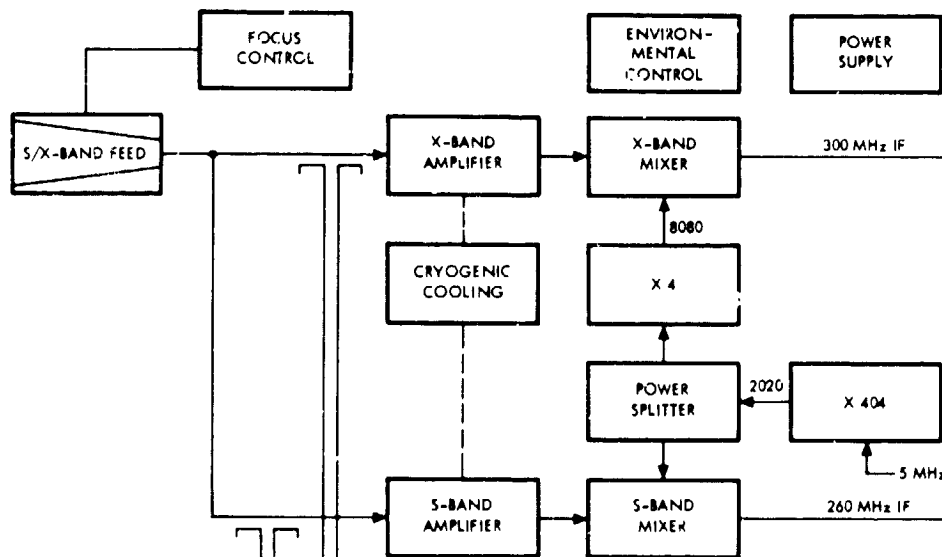 FOCUS
CONTROL
ENVIRON-
MENTAL
CONTROL
POWER
SUPPLY
S/X-BAND FEED
X-BAND
AMPLIFIER
X-BAND
MIXER
300 MHz IF
8080
CRYOGENIC
COOLING
X 4
POWER
SPLITTER
2020
X 404
5 MHz
S-BAND
AMPLIFIER
S-BAND
MIXER
260 MHz IF